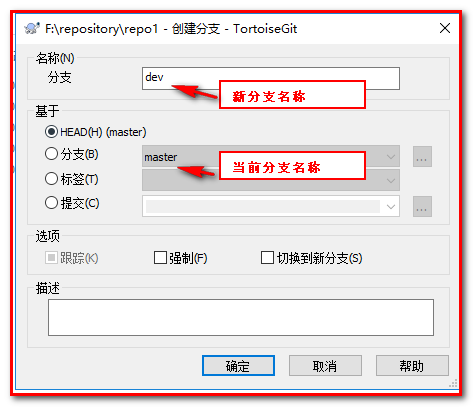 F:\repository\repo1 - 创建分支 - TortoiseGit
名称(N)
分支 dev
新分支名称
基于
HEAD(H) (master)
分支(B) master ...
当前分支名称
标签(T)
提交(C) ...
选项
跟踪(K) 强制(F) 切换到新分支(S)
描述
确定 取消 帮助